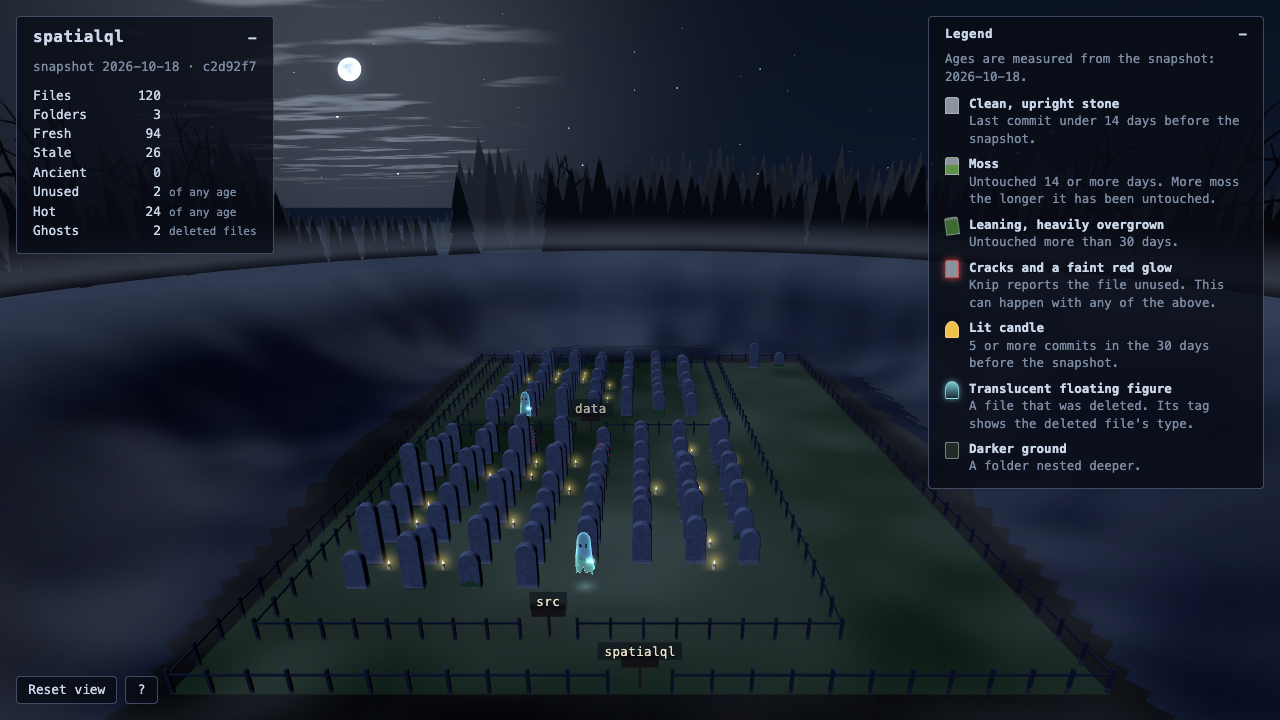 spatialql –
snapshot 2026-10-18 · c2d92f7
Files 120
Folders 3
Fresh 94
Stale 26
Ancient 0
Unused 2 of any age
Hot 24 of any age
Ghosts 2 deleted files
Legend –
Ages are measured from the snapshot:
2026-10-18.
Clean, upright stone
Last commit under 14 days before the
snapshot.
Moss
Untouched 14 or more days. More moss
the longer it has been untouched.
Leaning, heavily overgrown
Untouched more than 30 days.
Cracks and a faint red glow
Knip reports the file unused. This
can happen with any of the above.
Lit candle
5 or more commits in the 30 days
before the snapshot.
Translucent floating figure
A file that was deleted. Its tag
shows the deleted file's type.
Darker ground
A folder nested deeper.
data
src
spatialql
Reset view
?